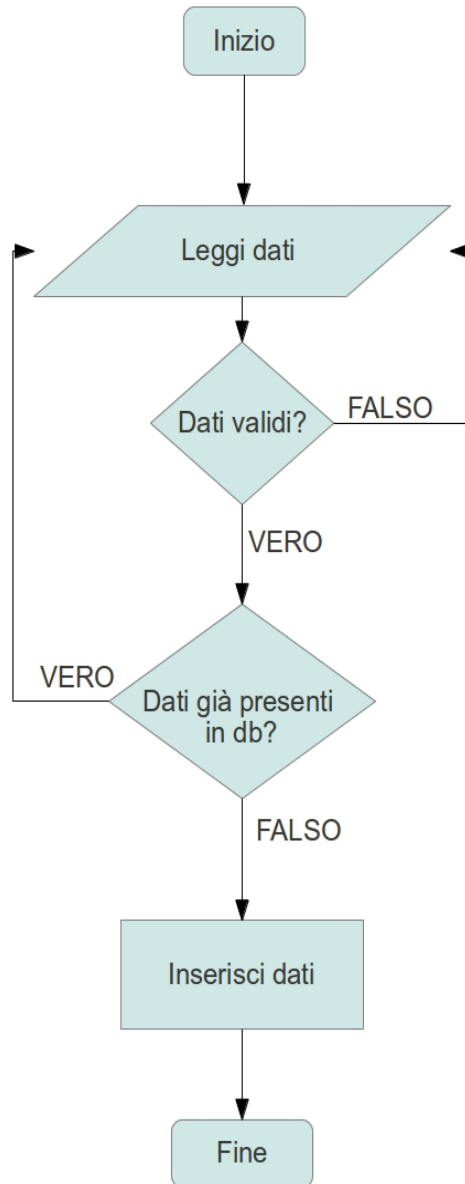 Inizio
Leggi dati
Dati validi?
FALSO
VERO
VERO
Dati già presenti
in db?
FALSO
Inserisci dati
Fine